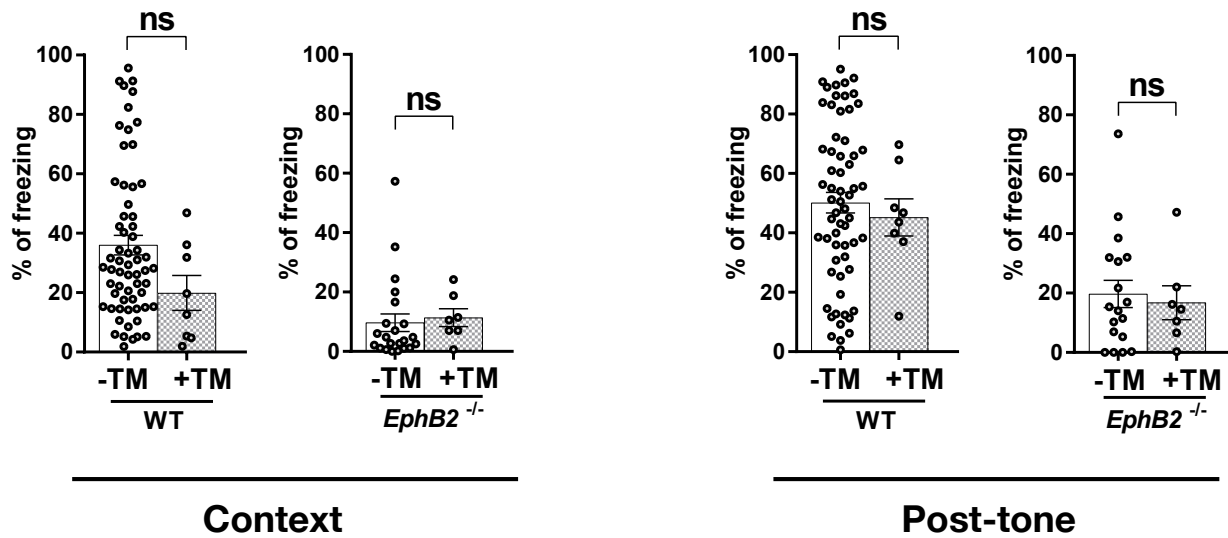 ns
100
80
60
40
20
0
% of freezing
-TM +TM
WT
ns
100
80
60
40
20
0
% of freezing
-TM +TM
EphB2 -/-
Context
ns
100
80
60
40
20
0
% of freezing
-TM +TM
WT
ns
100
80
60
40
20
0
% of freezing
-TM +TM
EphB2 -/-
Post-tone